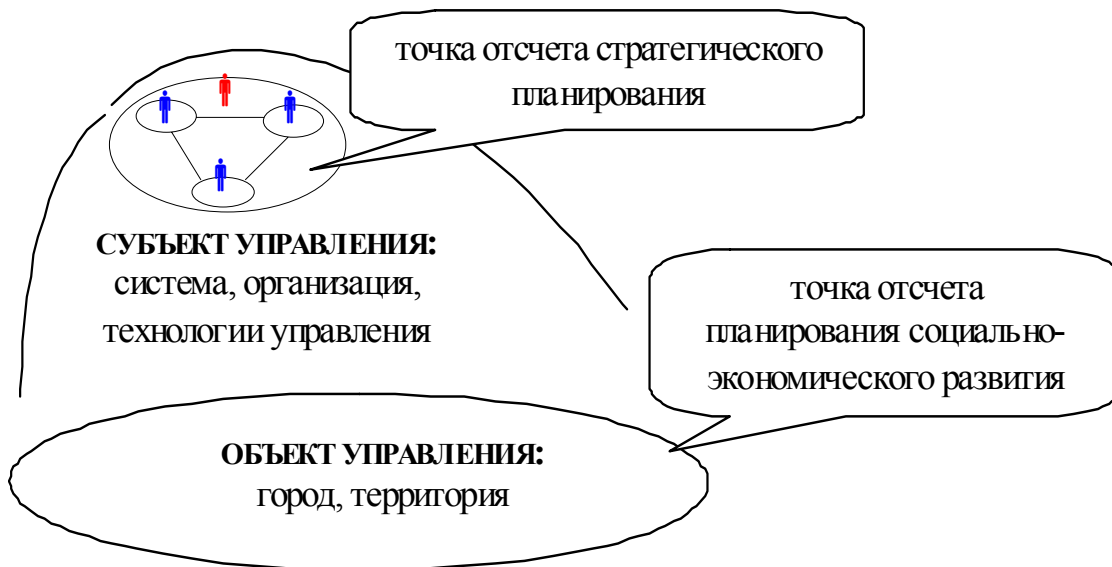 точка отсчета стратегического
планирования
СУБЪЕКТ УПРАВЛЕНИЯ:
система, организация,
технологии управления
точка отсчета
планирования социально-
экономического развития
ОБЪЕКТ УПРАВЛЕНИЯ:
город, территория